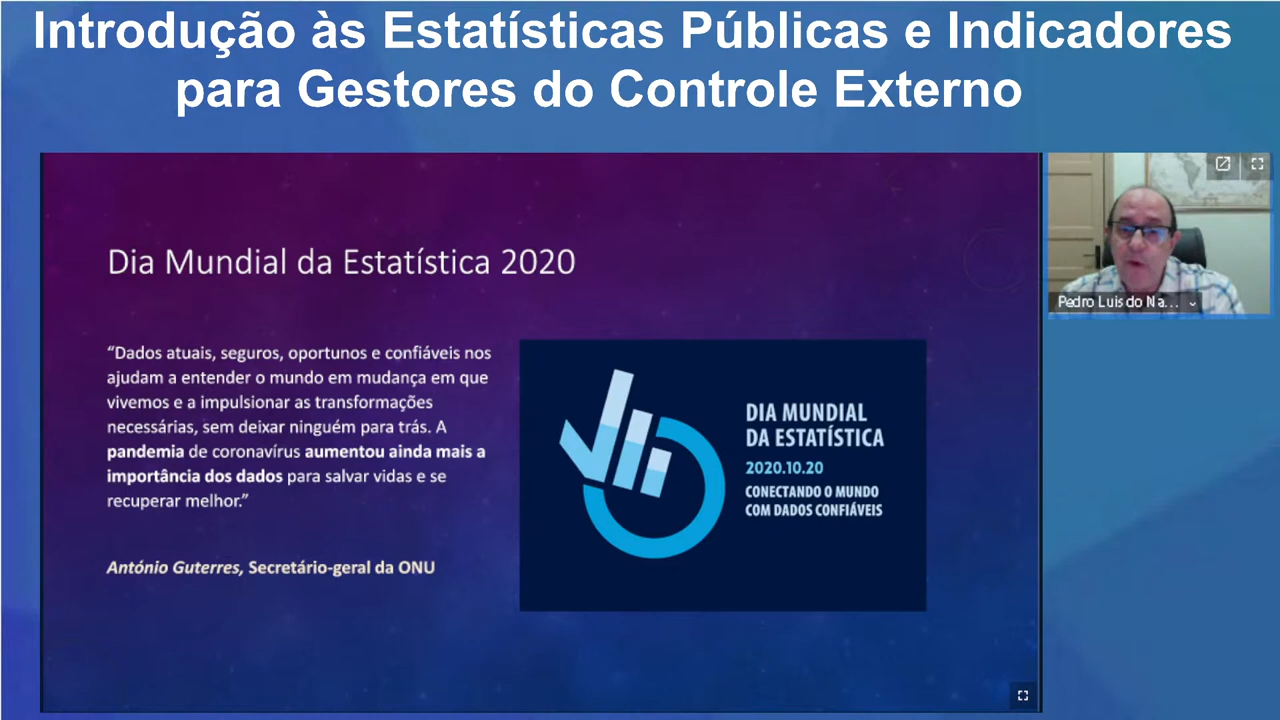 Introdução às Estatísticas Públicas e Indicadores
para Gestores do Controle Externo
Dia Mundial da Estatística 2020
“Dados atuais, seguros, oportunos e confiáveis nos
ajudam a entender o mundo em mudança em que
vivemos e a impulsionar as transformações
necessárias, sem deixar ninguém para trás. A
pandemia de coronavírus aumentou ainda mais a
importância dos dados para salvar vidas e se
recuperar melhor.”
António Guterres, Secretário-geral da ONU
DIA MUNDIAL
DA ESTATÍSTICA
2020.10.20
CONECTANDO O MUNDO
COM DADOS CONFIÁVEIS
Pedro Luis do Na...